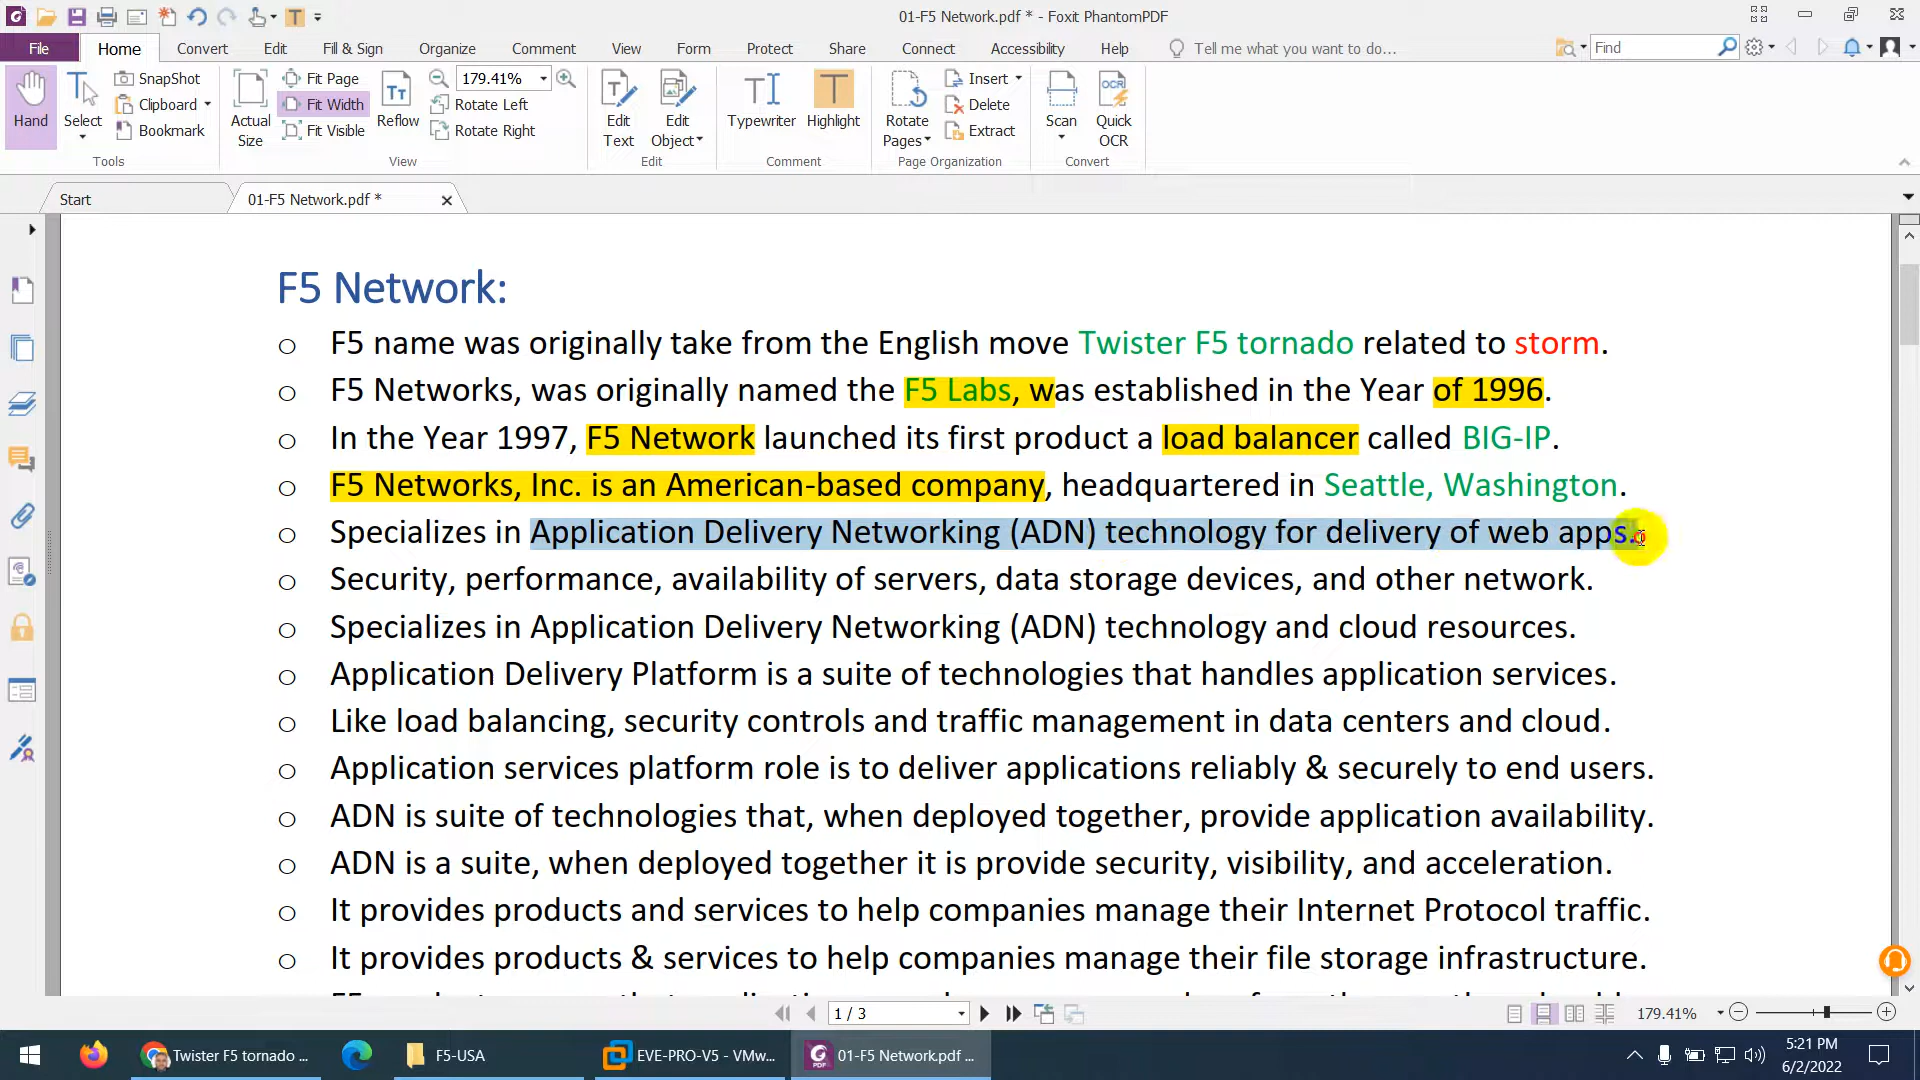 01-F5 Network.pdf * - Foxit PhantomPDF
File Home Convert Edit Fill & Sign Organize Comment View Form Protect Share Connect Accessibility Help Tell me what you want to do... Find
Hand Select SnapShot Clipboard Bookmark
Tools
Actual Size Fit Page Fit Width Fit Visible Reflow 179.41% Rotate Left Rotate Right
View
Edit Text Edit Object
Edit
Typewriter Highlight
Comment
Rotate Pages Insert Delete Extract
Page Organization
Scan Quick OCR
Convert
Start 01-F5 Network.pdf *
F5 Network:
o F5 name was originally take from the English move Twister F5 tornado related to storm.
o F5 Networks, was originally named the F5 Labs, was established in the Year of 1996.
o In the Year 1997, F5 Network launched its first product a load balancer called BIG-IP.
o F5 Networks, Inc. is an American-based company, headquartered in Seattle, Washington.
o Specializes in Application Delivery Networking (ADN) technology for delivery of web apps.
o Security, performance, availability of servers, data storage devices, and other network.
o Specializes in Application Delivery Networking (ADN) technology and cloud resources.
o Application Delivery Platform is a suite of technologies that handles application services.
o Like load balancing, security controls and traffic management in data centers and cloud.
o Application services platform role is to deliver applications reliably & securely to end users.
o ADN is suite of technologies that, when deployed together, provide application availability.
o ADN is a suite, when deployed together it is provide security, visibility, and acceleration.
o It provides products and services to help companies manage their Internet Protocol traffic.
o It provides products & services to help companies manage their file storage infrastructure.
1 / 3 179.41%
Twister F5 tornado ... F5-USA EVE-PRO-V5 - VMw... 01-F5 Network.pdf ... 5:21 PM
6/2/2022